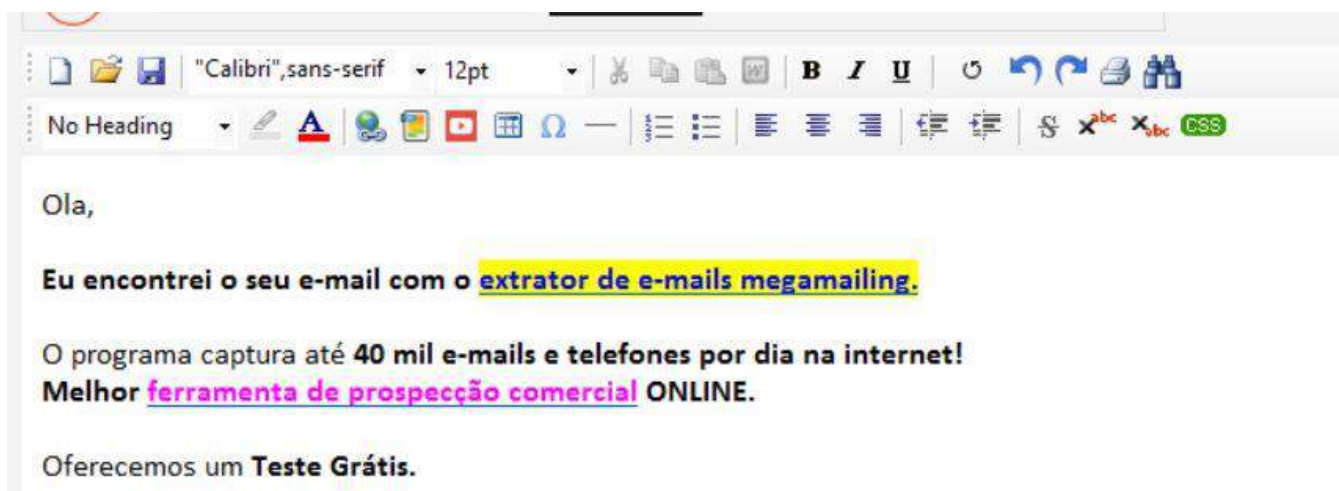 "Calibri",sans-serif 12pt W B I U
No Heading A Ω S xabc xabc CSS
Ola,
Eu encontrei o seu e-mail com o extrator de e-mails megamailing.
O programa captura até 40 mil e-mails e telefones por dia na internet!
Melhor ferramenta de prospecção comercial ONLINE.
Oferecemos um Teste Grátis.